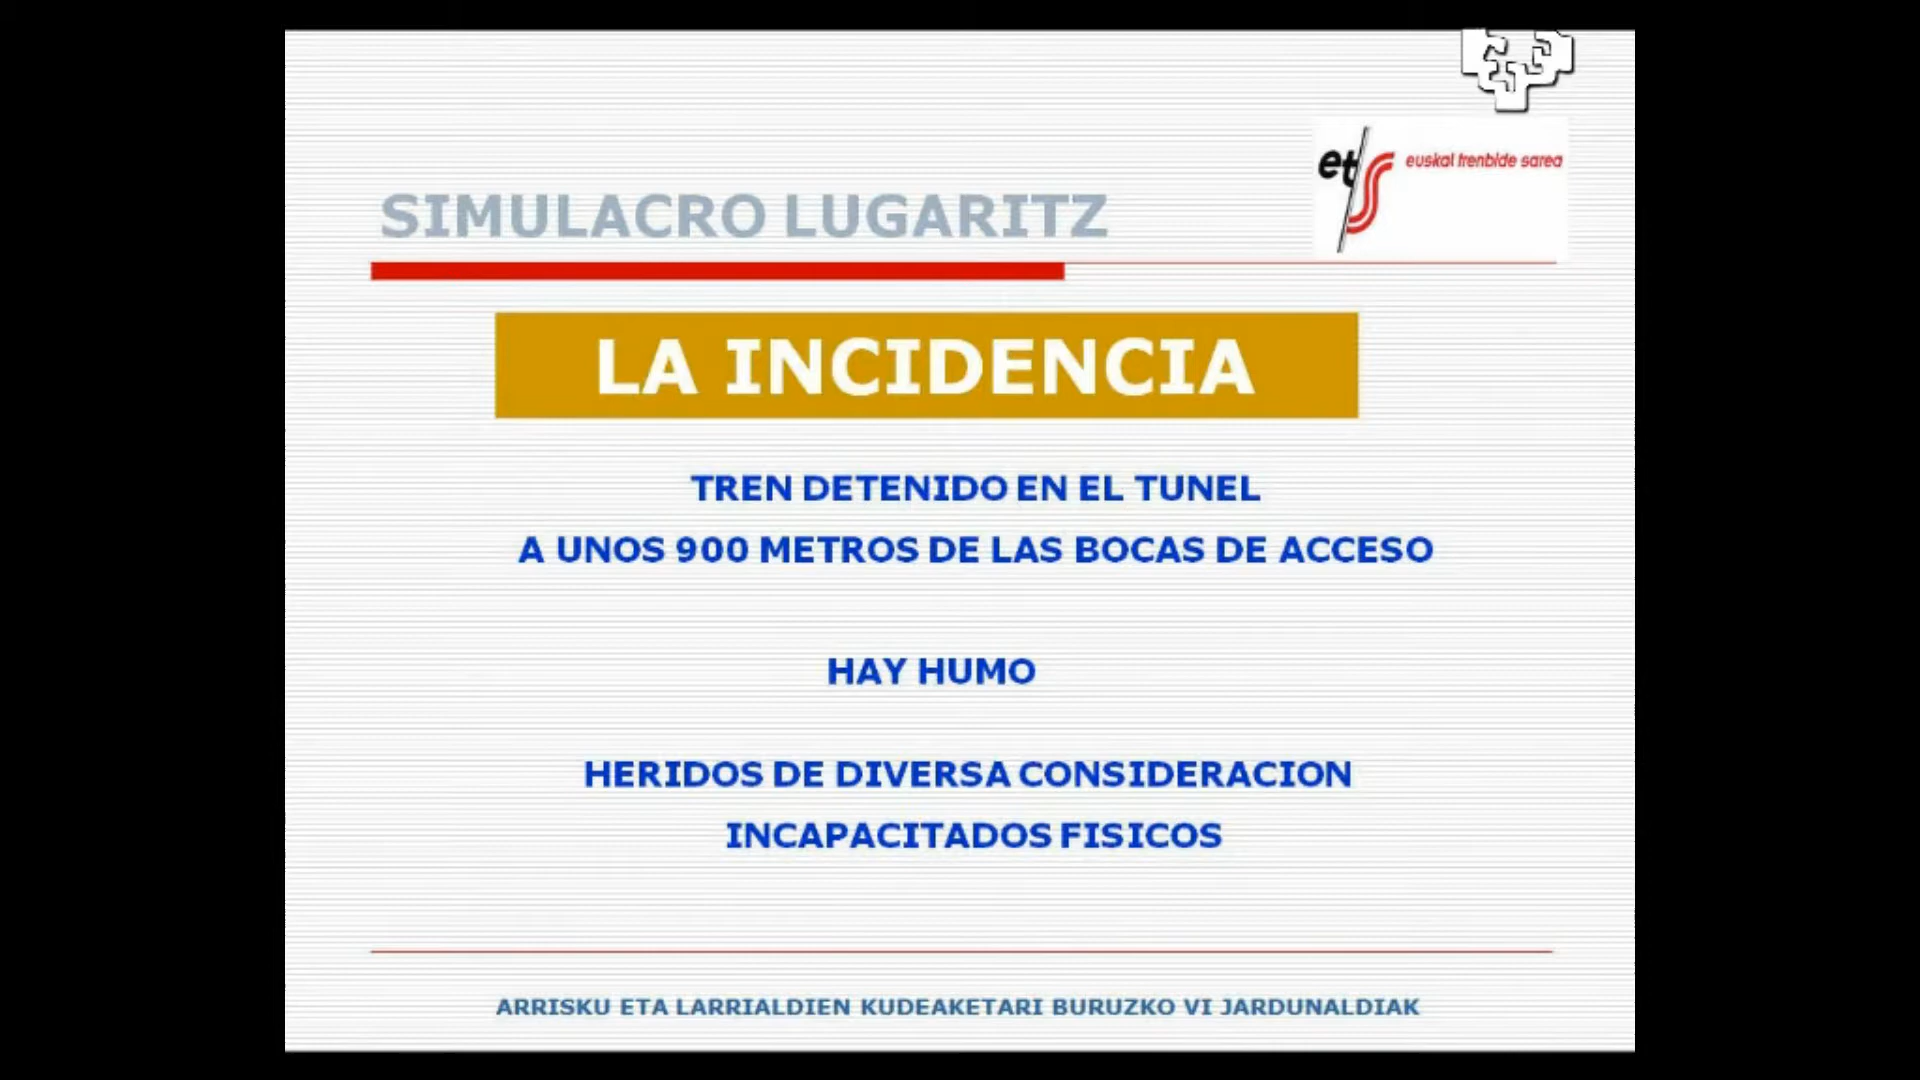 ets euskal trenbide sarea
SIMULACRO LUGARITZ
LA INCIDENCIA
TREN DETENIDO EN EL TUNEL
A UNOS 900 METROS DE LAS BOCAS DE ACCESO
HAY HUMO
HERIDOS DE DIVERSA CONSIDERACION
INCAPACITADOS FISICOS
ARRISKU ETA LARRIALDIEN KUDEAKETARI BURUZKO VI JARDUNALDIAK